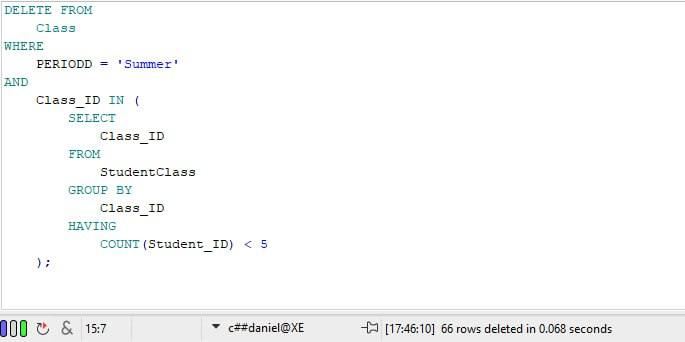 DELETE FROM
Class
WHERE
PERIODD = 'Summer'
AND
Class_ID IN (
SELECT
Class_ID
FROM
StudentClass
GROUP BY
Class_ID
HAVING
COUNT(Student_ID) < 5
);
& 15:7 c##daniel@XE [17:46:10] 66 rows deleted in 0.068 seconds